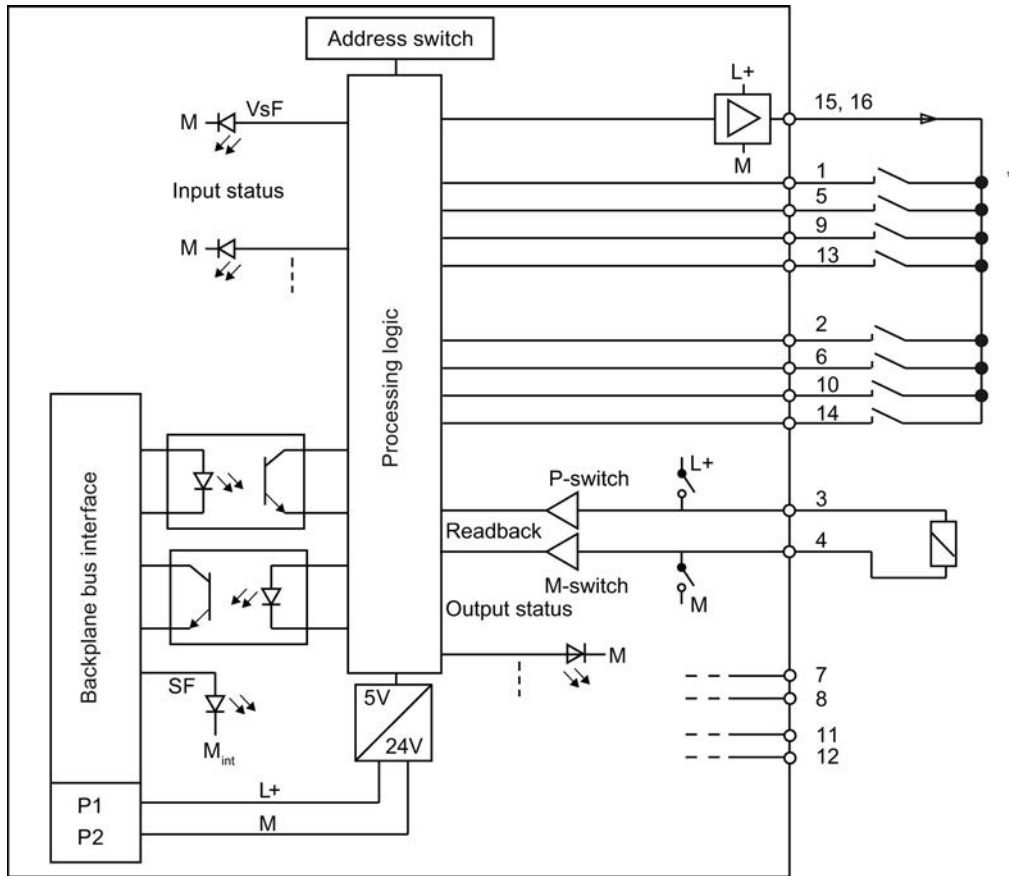 Address switch
L+
M
15, 16
VsF
M
Input status
M
1
5
9
13
2
6
10
14
Processing logic
Backplane bus interface
P-switch
L+
3
Readback
4
M-switch
M
Output status
M
7
8
11
12
SF
Mint
5V
24V
P1
L+
P2
M